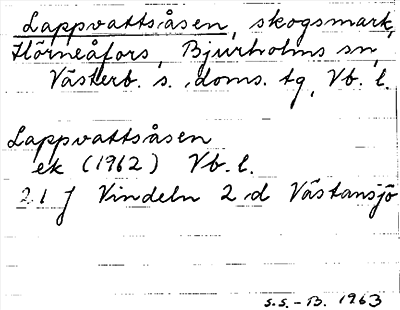 Lappvattsåsen, skogsmark,
Hörneåfors, Bjurholms sn,
Västerb. s. doms. tg, Vb. l.
Lappvattsåsen
ek (1962) Vb. l.
21 J Vindeln 2 d Västansjö
S.S. - B. 1963